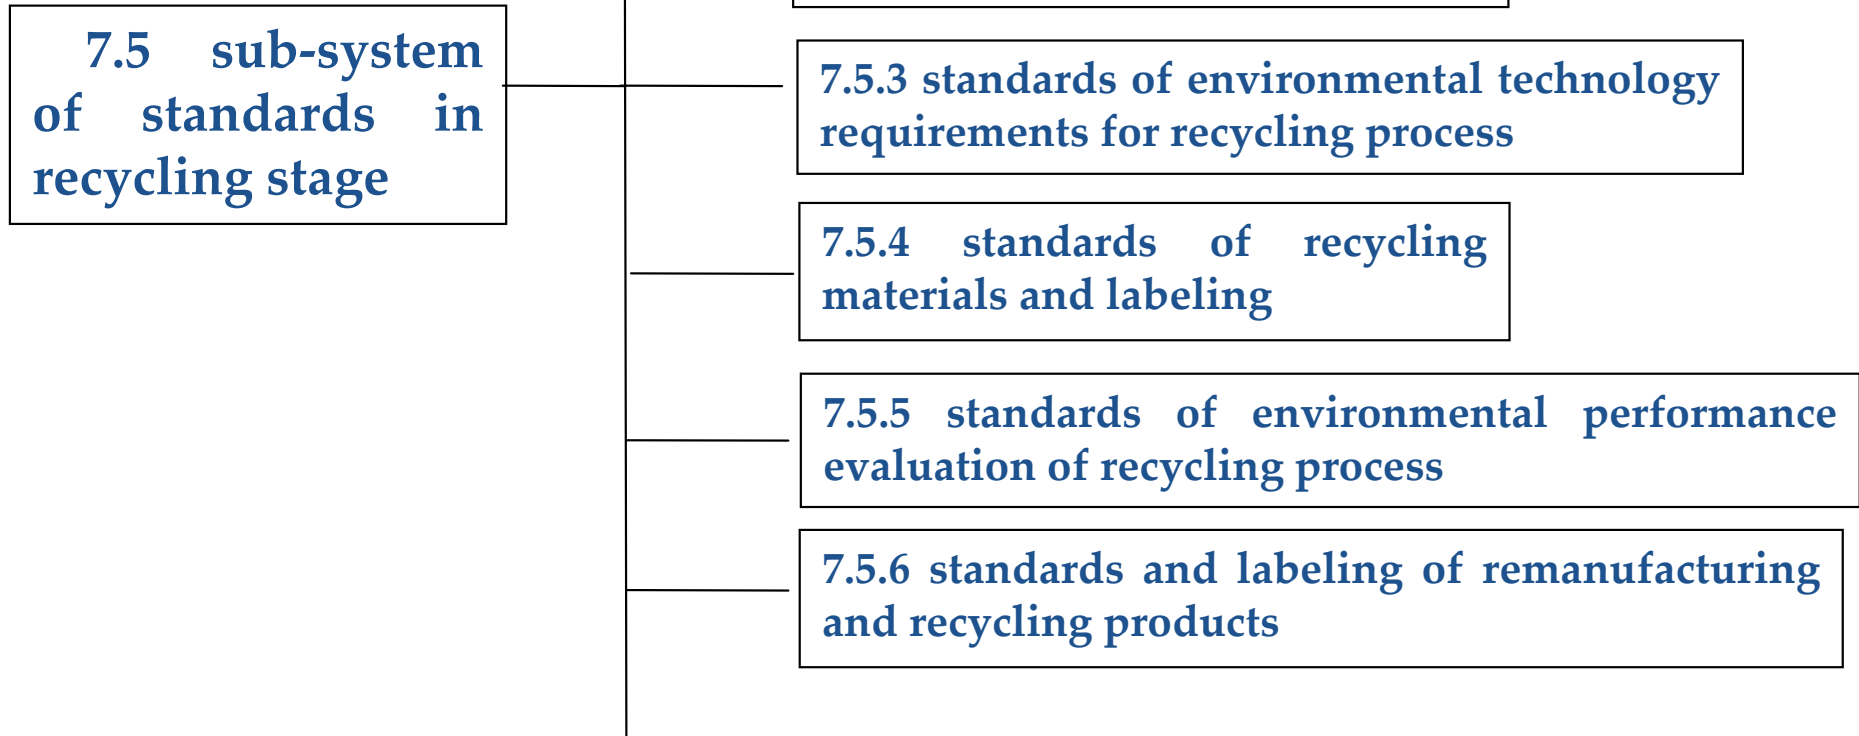 7.5 sub-system
of standards in
recycling stage
7.5.3 standards of environmental technology
requirements for recycling process
7.5.4 standards of recycling
materials and labeling
7.5.5 standards of environmental performance
evaluation of recycling process
7.5.6 standards and labeling of remanufacturing
and recycling products